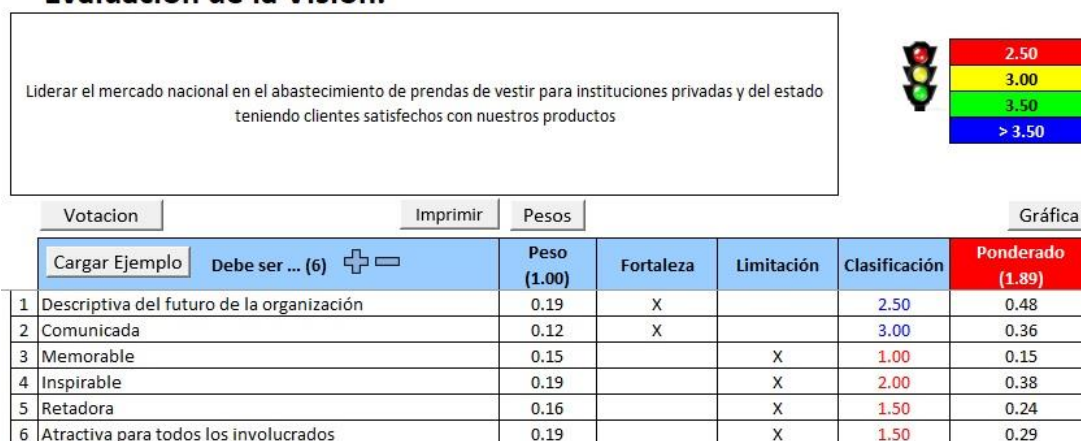 Evaluación de la Visión:
Liderar el mercado nacional en el abastecimiento de prendas de vestir para instituciones privadas y del estado
teniendo clientes satisfechos con nuestros productos
2.50
3.00
3.50
> 3.50
Votacion Imprimir Pesos Gráfica
Cargar Ejemplo Debe ser ... (6) Peso (1.00) Fortaleza Limitación Clasificación Ponderado (1.89)
1 Descriptiva del futuro de la organización 0.19 X 2.50 0.48
2 Comunicada 0.12 X 3.00 0.36
3 Memorable 0.15 X 1.00 0.15
4 Inspirable 0.19 X 2.00 0.38
5 Retadora 0.16 X 1.50 0.24
6 Atractiva para todos los involucrados 0.19 X 1.50 0.29